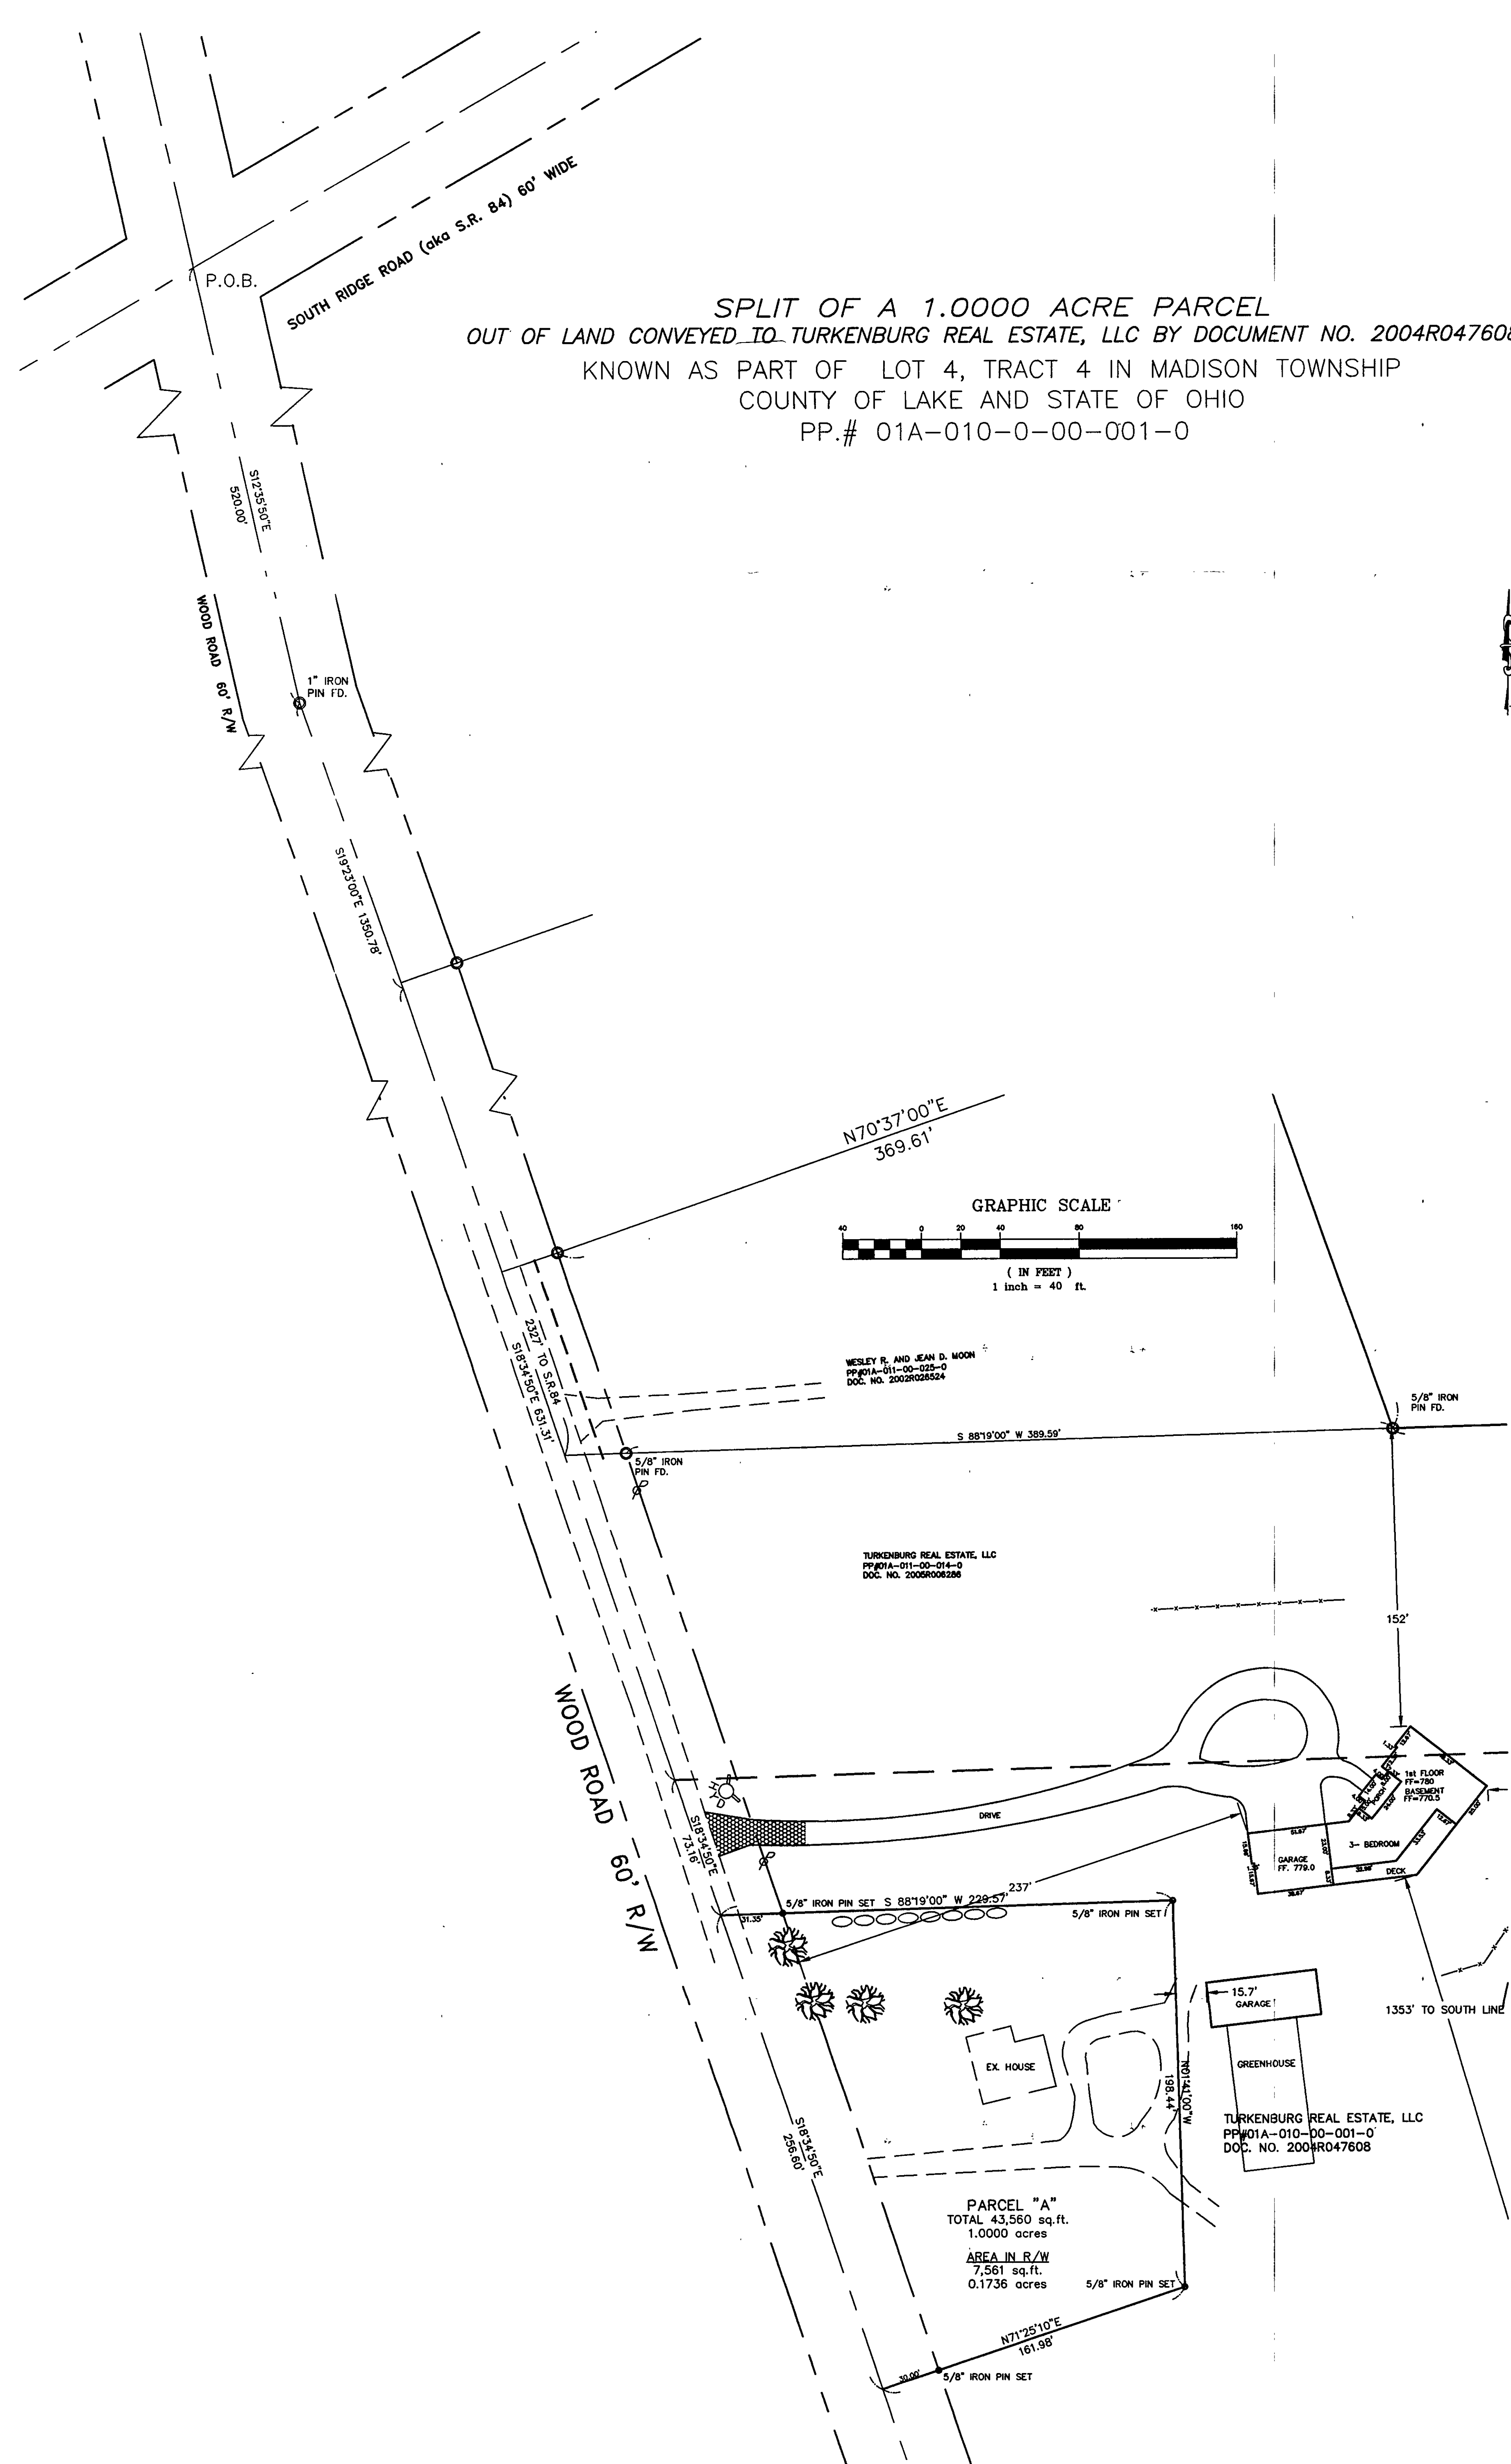 P.O.B.
SOUTH RIDGE ROAD (aka S.R. 84) 60' WIDE
SPLIT OF A 1.0000 ACRE PARCEL
OUT OF LAND CONVEYED TO TURKENBURG REAL ESTATE, LLC BY DOCUMENT NO. 2004R047608
KNOWN AS PART OF LOT 4, TRACT 4 IN MADISON TOWNSHIP
COUNTY OF LAKE AND STATE OF OHIO
PP.# 01A-010-0-00-001-0
S12°35'50"E
520.00'
WOOD ROAD 60' R/W
1" IRON
PIN FD.
S19°23'00"E 1350.78'
N70°37'00"E
369.61'
GRAPHIC SCALE
40 0 20 40 80 160
( IN FEET )
1 inch = 40 ft.
2327' TO S.R.84
S18°34'50"E 631.31'
WESLEY R. AND JEAN D. MOON
PP#01A-011-00-025-0
DOC. NO. 2002R026524
5/8" IRON
PIN FD.
S 88°19'00" W 389.59'
5/8" IRON
PIN FD.
TURKENBURG REAL ESTATE, LLC
PP#01A-011-00-014-0
DOC. NO. 2005R006286
152'
WOOD ROAD 60' R/W
HYD
DRIVE
1st FLOOR
FF=780
BASEMENT
FF=770.5
PORCH
3- BEDROOM
GARAGE
FF. 779.0
DECK
S18°34'50"E
73.16'
237'
5/8" IRON PIN SET S 88°19'00" W 229.57'
31.35'
5/8" IRON PIN SET
15.7'
GARAGE
1353' TO SOUTH LINE
EX. HOUSE
GREENHOUSE
N01°41'00"W
198.44'
TURKENBURG REAL ESTATE, LLC
PP#01A-010-00-001-0
DOC. NO. 2004R047608
S18°34'50"E
256.60'
PARCEL "A"
TOTAL 43,560 sq.ft.
1.0000 acres
AREA IN R/W
7,561 sq.ft.
0.1736 acres
5/8" IRON PIN SET
N71°25'10"E
161.98'
30.00'
5/8" IRON PIN SET